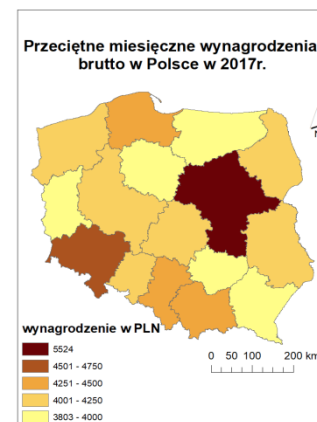 Przeciętne miesięczne wynagrodzenia
brutto w Polsce w 2017r.
wynagrodzenie w PLN
5524
4501 - 4750
4251 - 4500
4001 - 4250
3803 - 4000
0 50 100 200 km